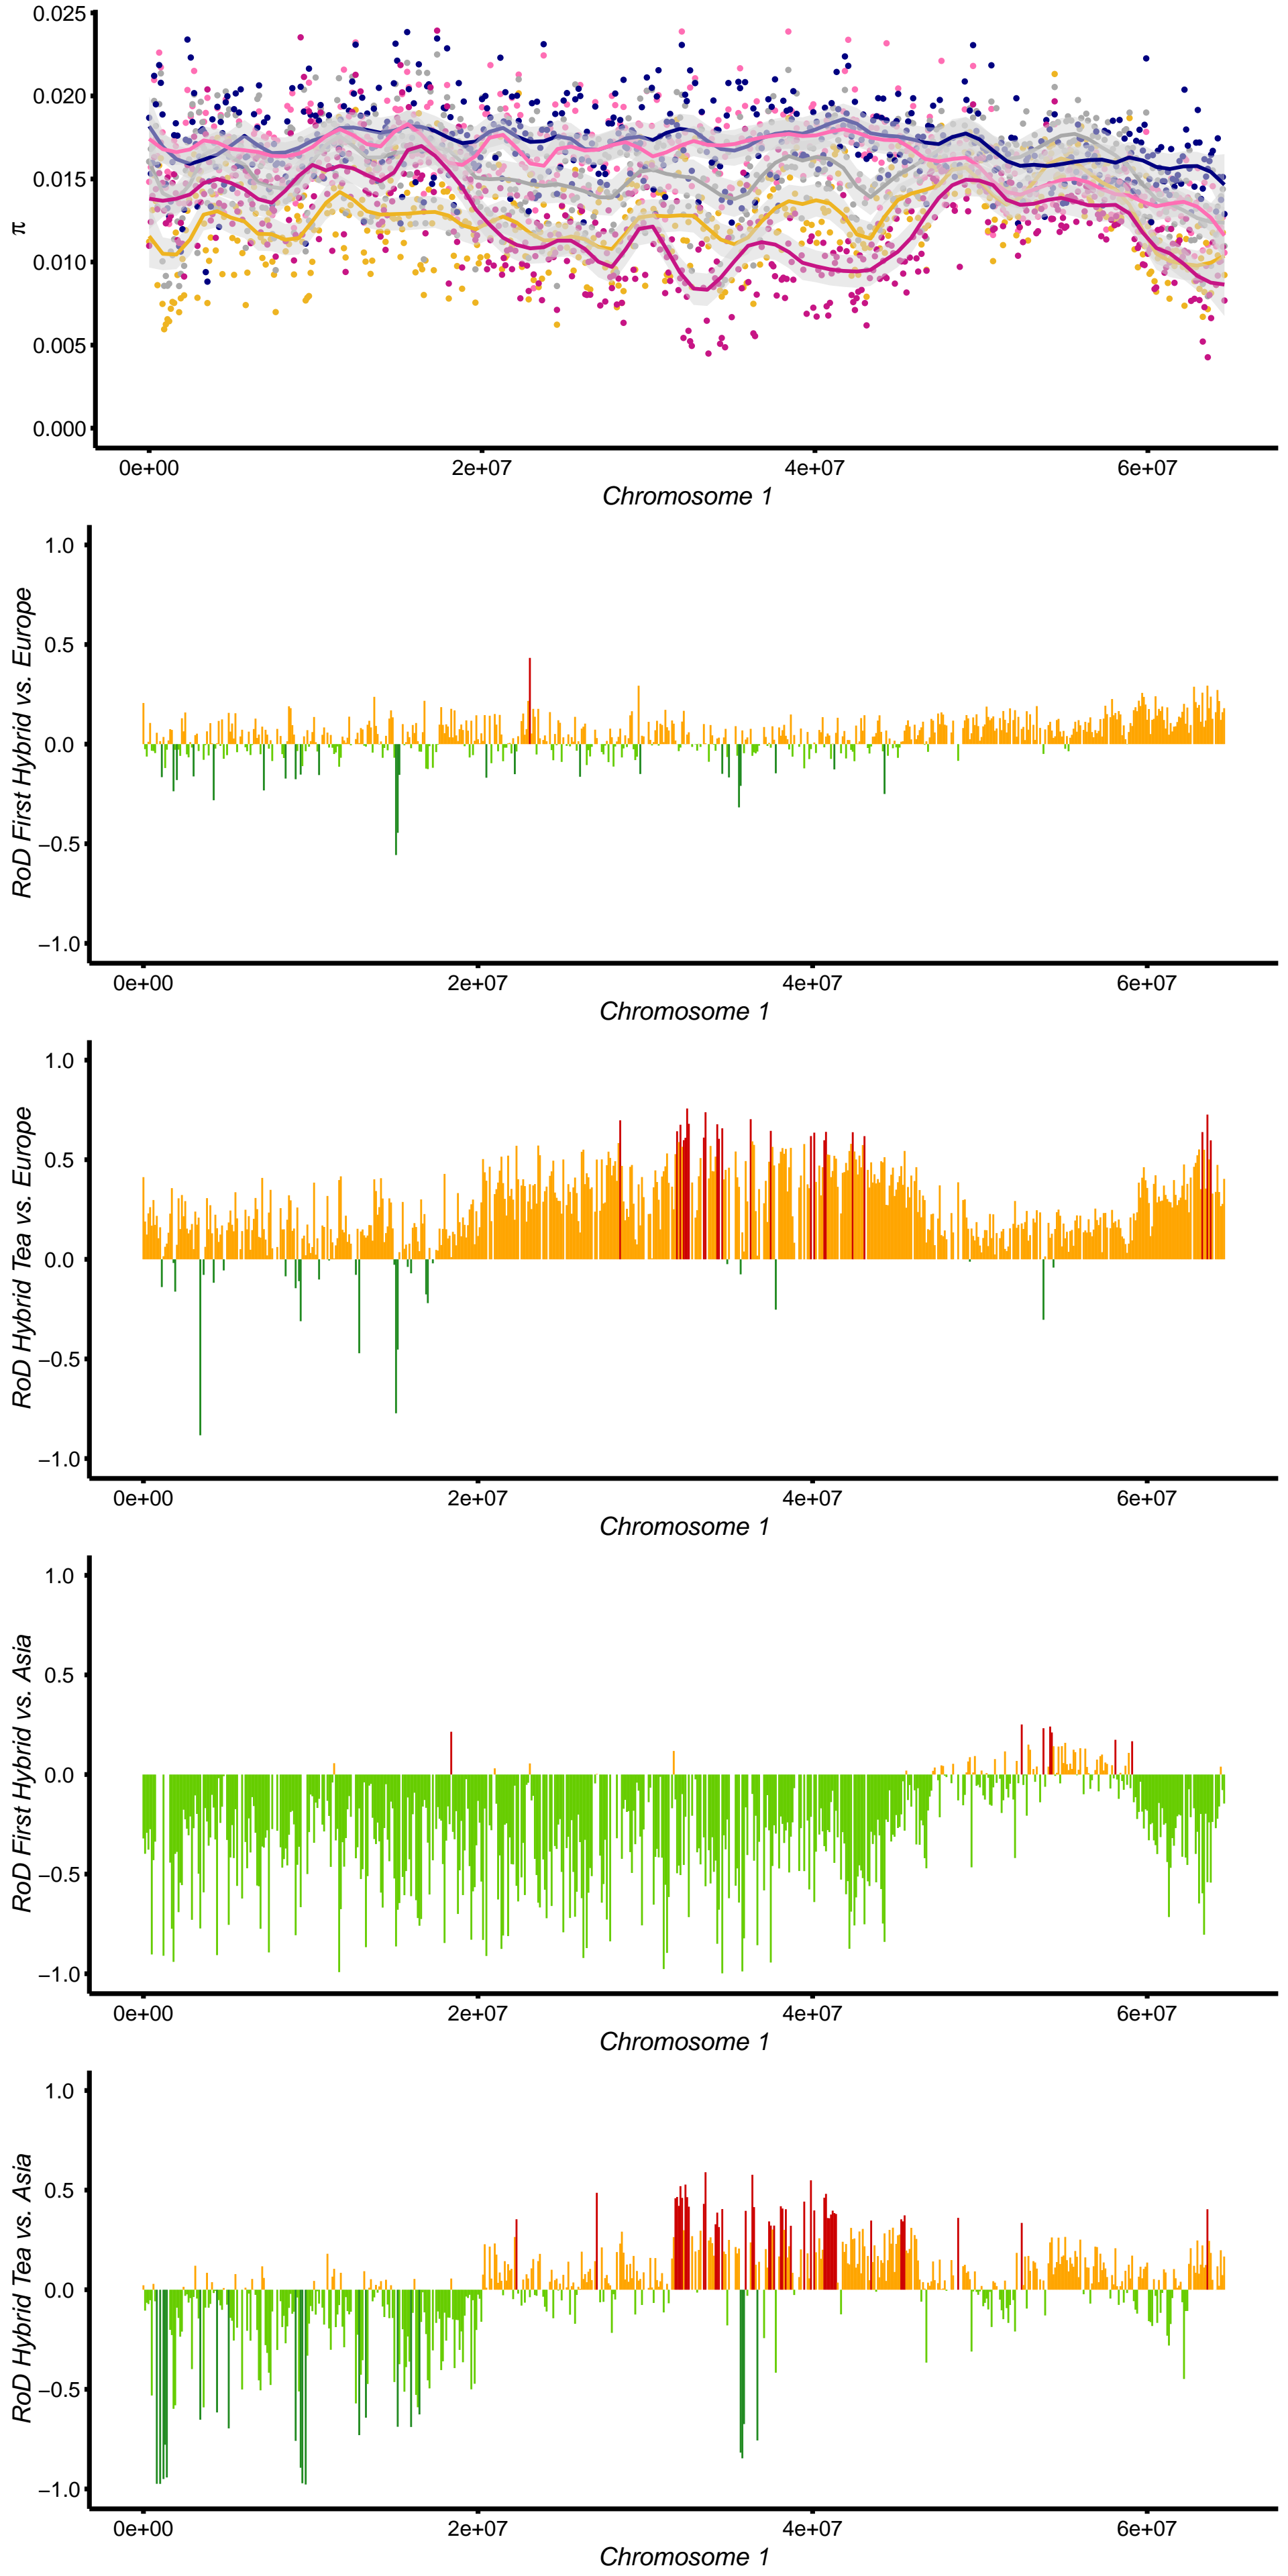 0.025
0.020
0.015
π
0.010
0.005
0.000
0e+00 2e+07 4e+07 6e+07
Chromosome 1
1.0
0.5
RoD First Hybrid vs. Europe
0.0
−0.5
−1.0
0e+00 2e+07 4e+07 6e+07
Chromosome 1
1.0
0.5
RoD Hybrid Tea vs. Europe
0.0
−0.5
−1.0
0e+00 2e+07 4e+07 6e+07
Chromosome 1
1.0
0.5
RoD First Hybrid vs. Asia
0.0
−0.5
−1.0
0e+00 2e+07 4e+07 6e+07
Chromosome 1
1.0
0.5
RoD Hybrid Tea vs. Asia
0.0
−0.5
−1.0
0e+00 2e+07 4e+07 6e+07
Chromosome 1